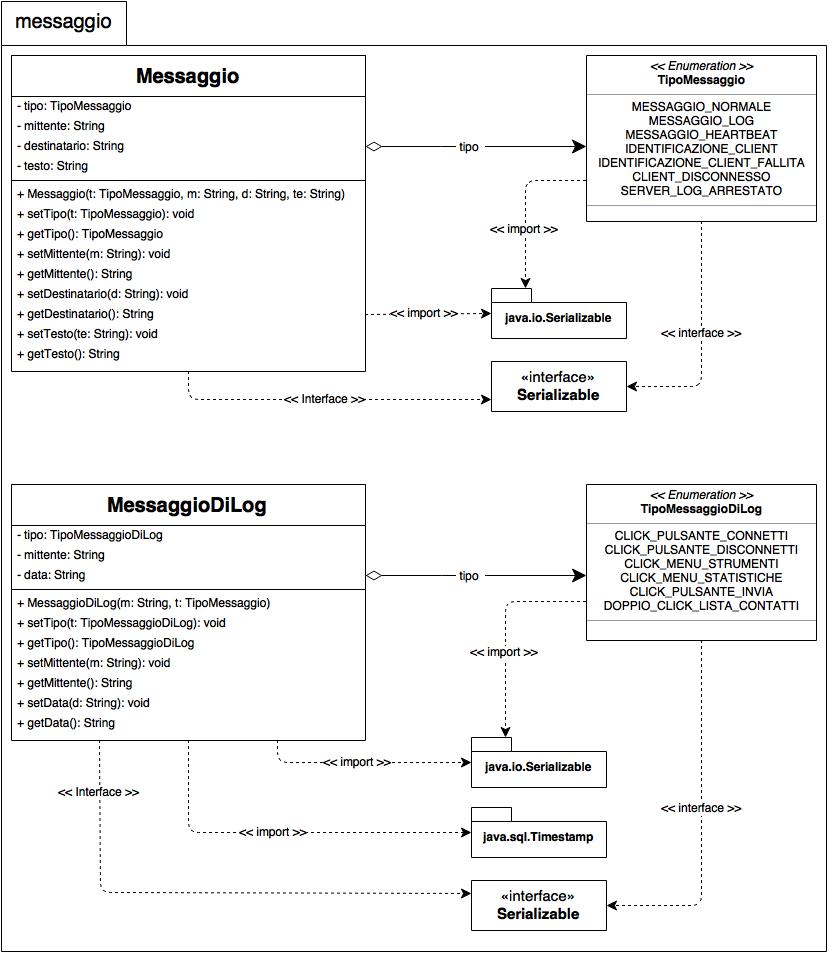 messaggio
Messaggio
- tipo: TipoMessaggio
- mittente: String
- destinatario: String
- testo: String
+ Messaggio(t: TipoMessaggio, m: String, d: String, te: String)
+ setTipo(t: TipoMessaggio): void
+ getTipo(): TipoMessaggio
+ setMittente(m: String): void
+ getMittente(): String
+ setDestinatario(d: String): void
+ getDestinatario(): String
+ setTesto(te: String): void
+ getTesto(): String
tipo
<< Enumeration >>
TipoMessaggio
MESSAGGIO_NORMALE
MESSAGGIO_LOG
MESSAGGIO_HEARTBEAT
IDENTIFICAZIONE_CLIENT
IDENTIFICAZIONE_CLIENT_FALLITA
CLIENT_DISCONNESSO
SERVER_LOG_ARRESTATO
<< import >>
<< import >>
java.io.Serializable
<< interface >>
<< Interface >>
«interface»
Serializable
MessaggioDiLog
- tipo: TipoMessaggioDiLog
- mittente: String
- data: String
+ MessaggioDiLog(m: String, t: TipoMessaggio)
+ setTipo(t: TipoMessaggioDiLog): void
+ getTipo(): TipoMessaggioDiLog
+ setMittente(m: String): void
+ getMittente(): String
+ setData(d: String): void
+ getData(): String
tipo
<< Enumeration >>
TipoMessaggioDiLog
CLICK_PULSANTE_CONNETTI
CLICK_PULSANTE_DISCONNETTI
CLICK_MENU_STRUMENTI
CLICK_MENU_STATISTICHE
CLICK_PULSANTE_INVIA
DOPPIO_CLICK_LISTA_CONTATTI
<< import >>
<< import >>
java.io.Serializable
<< Interface >>
<< import >>
java.sql.Timestamp
<< interface >>
«interface»
Serializable